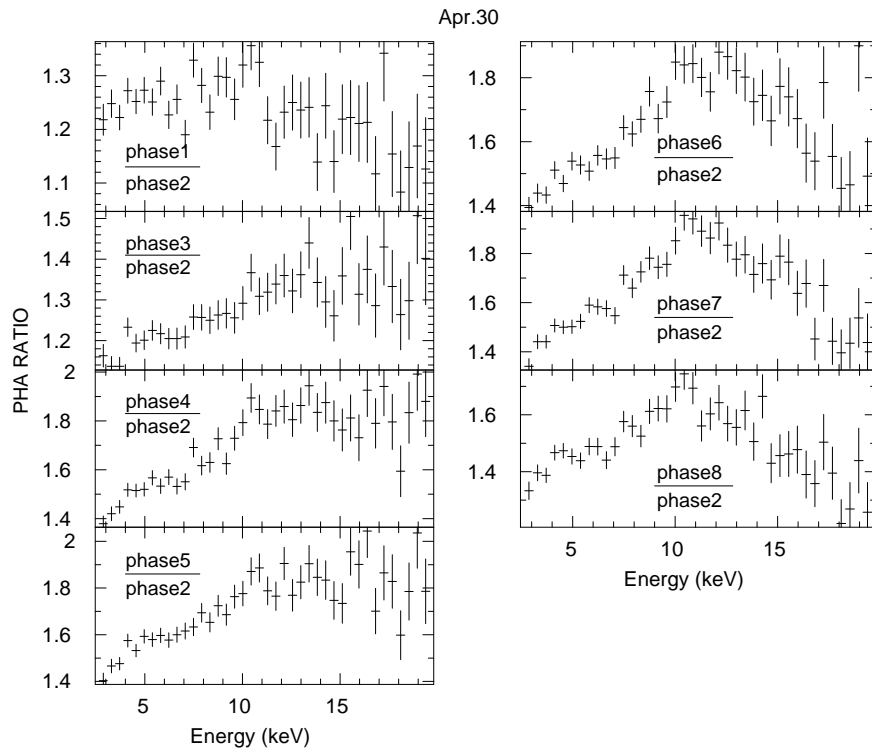 Apr.30
PHA RATIO
1.3
1.2
1.1
phase1
phase2
1.5
1.4
1.3
1.2
phase3
phase2
2
1.8
1.6
1.4
phase4
phase2
2
1.8
1.6
1.4
phase5
phase2
5 10 15
Energy (keV)
1.8
1.6
1.4
phase6
phase2
1.8
1.6
1.4
phase7
phase2
1.6
1.4
phase8
phase2
5 10 15
Energy (keV)